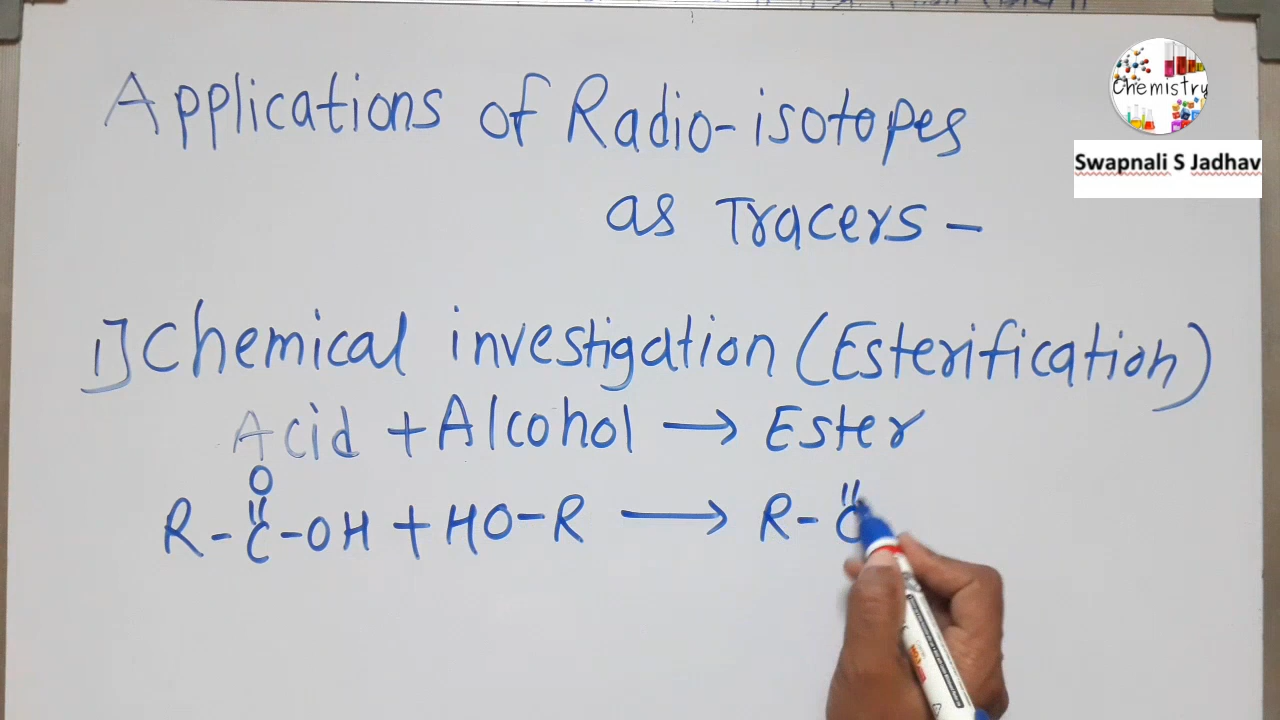 Applications of Radio-isotopes
as Tracers -
1] Chemical investigation (Esterification)
Acid + Alcohol → Ester
O
R-C-OH + HO-R → R-C
Chemistry
Swapnali S Jadhav